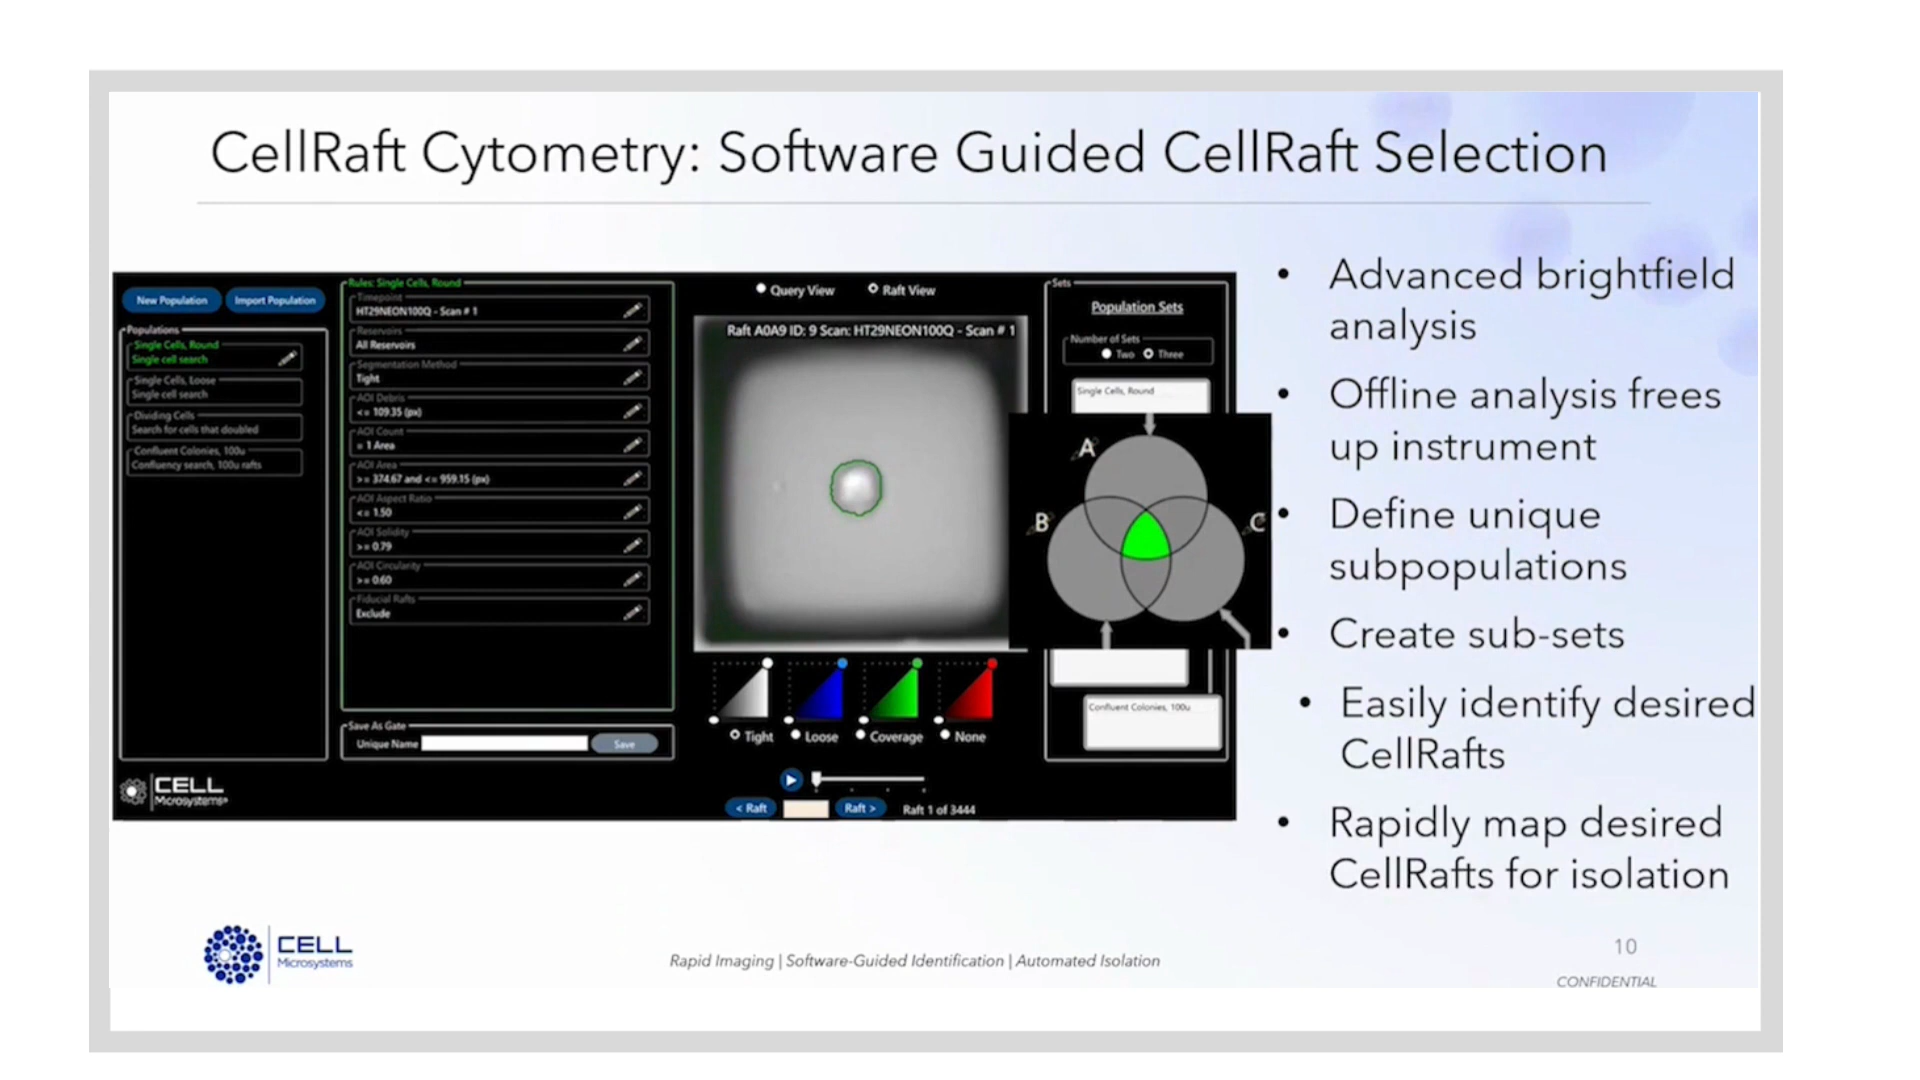 CellRaft Cytometry: Software Guided CellRaft Selection
New Population
Import Population
Populations
Single Cells, Round
Single cell search
Single Cells, Loose
Single cell search
Dividing Cells
Search for cells that doubled
Confluent Colonies, 100u
Confluency search, 100u rafts
CELL
Microsystems
Rules: Single Cells, Round
Timepoint
HT29NEON100Q - Scan # 1
Reservoirs
All Reservoirs
Segmentation Method
Tight
AOI Debris
<= 109.35 (px)
AOI Count
= 1 Area
AOI Area
>= 374.67 and <= 959.15 (px)
AOI Aspect Ratio
<= 1.50
AOI Solidity
>= 0.79
AOI Circularity
>= 0.60
Fiducial Rafts
Exclude
Save As Gate
Unique Name
Save
Query View
Raft View
Raft A0A9 ID: 9 Scan: HT29NEON100Q - Scan # 1
Tight
Loose
Coverage
None
< Raft
Raft >
Raft 1 of 3444
Sets
Population Sets
Number of Sets
Two
Three
Single Cells, Round
A
B
C
Confluent Colonies, 100u
• Advanced brightfield
analysis
• Offline analysis frees
up instrument
• Define unique
subpopulations
• Create sub-sets
• Easily identify desired
CellRafts
• Rapidly map desired
CellRafts for isolation
CELL
Microsystems
Rapid Imaging | Software-Guided Identification | Automated Isolation
10
CONFIDENTIAL